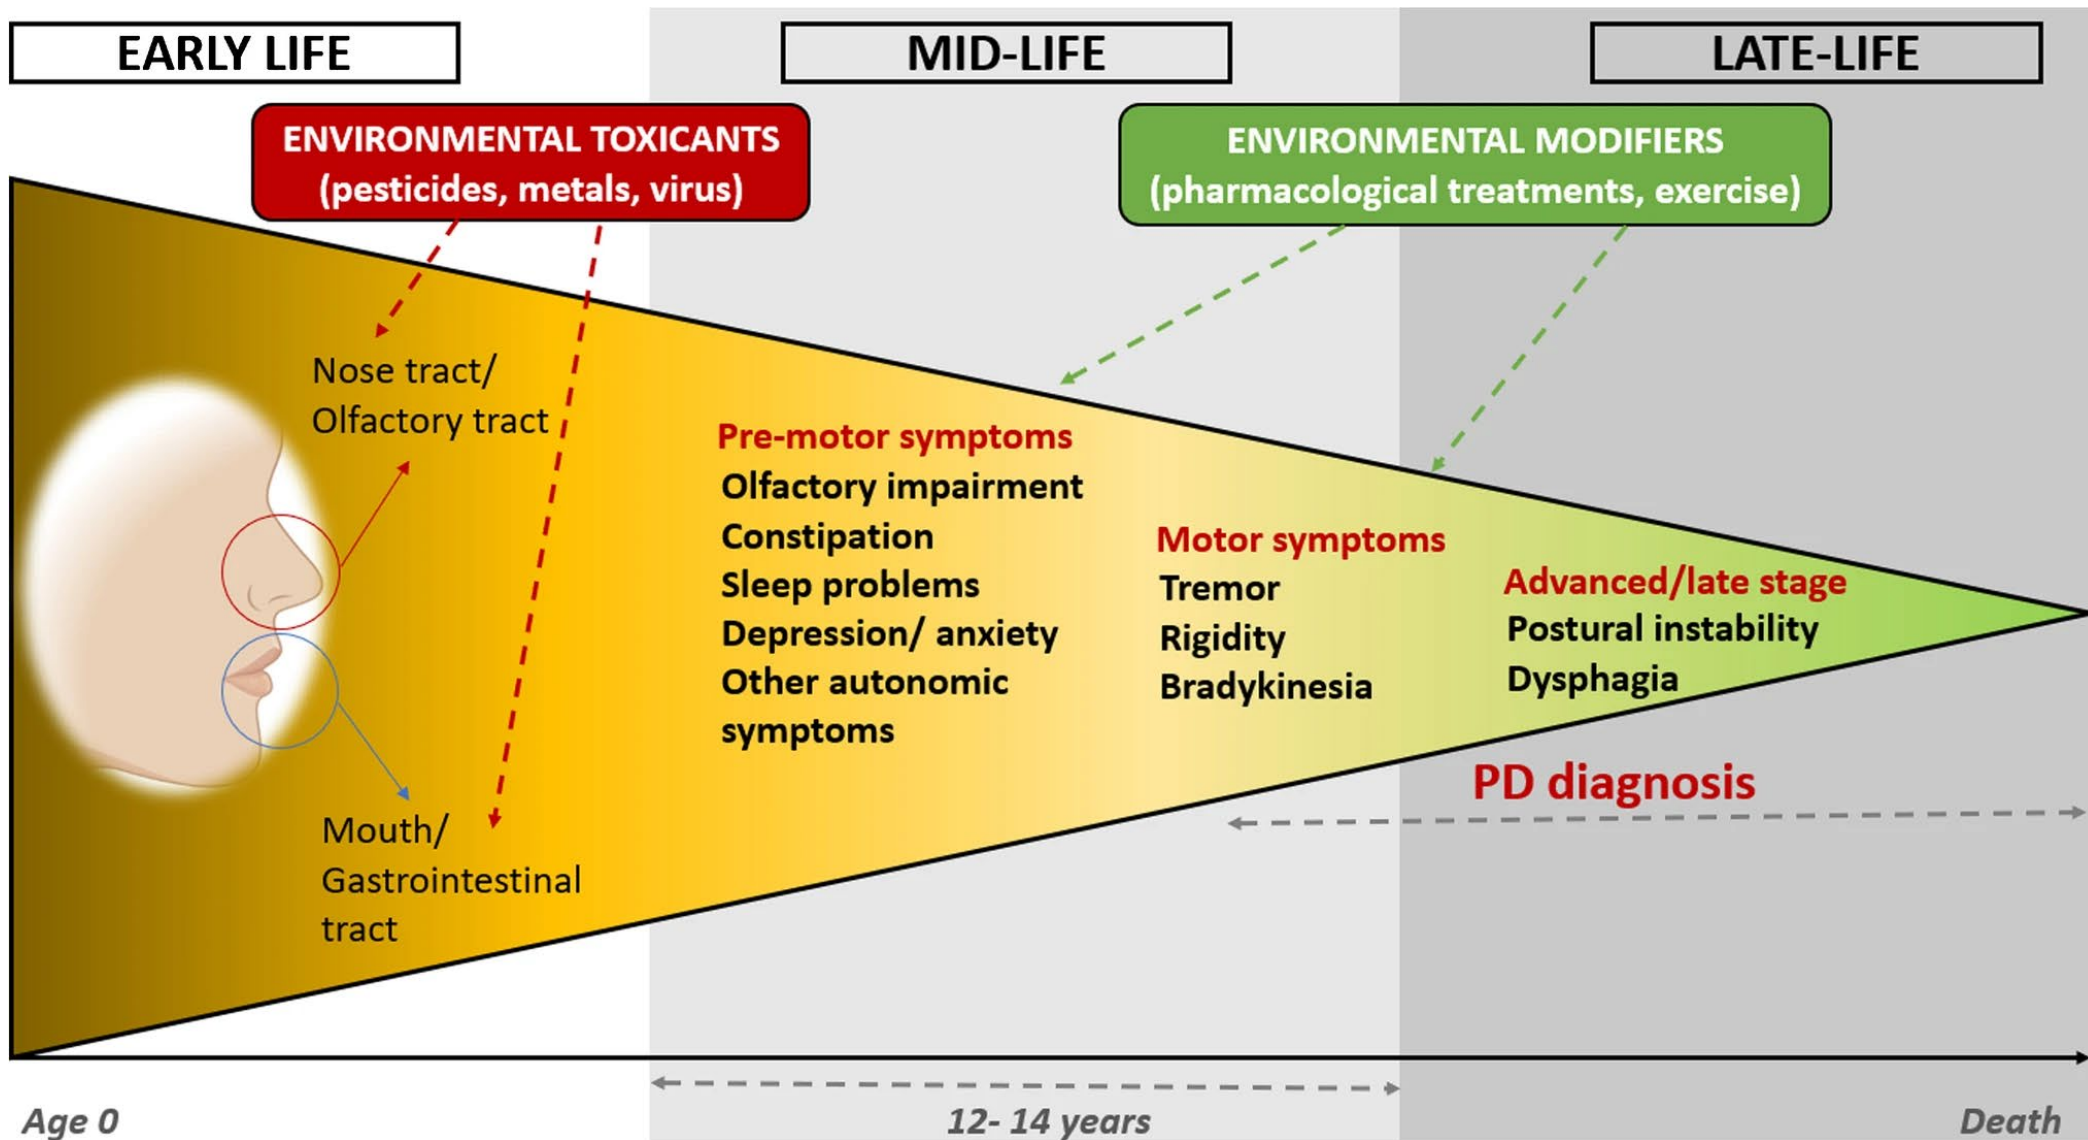 EARLY LIFE
MID-LIFE
LATE-LIFE
ENVIRONMENTAL TOXICANTS
(pesticides, metals, virus)
ENVIRONMENTAL MODIFIERS
(pharmacological treatments, exercise)
Nose tract/
Olfactory tract
Mouth/
Gastrointestinal
tract
Pre-motor symptoms
Olfactory impairment
Constipation
Sleep problems
Depression/ anxiety
Other autonomic
symptoms
Motor symptoms
Tremor
Rigidity
Bradykinesia
Advanced/late stage
Postural instability
Dysphagia
PD diagnosis
Age 0
12- 14 years
Death